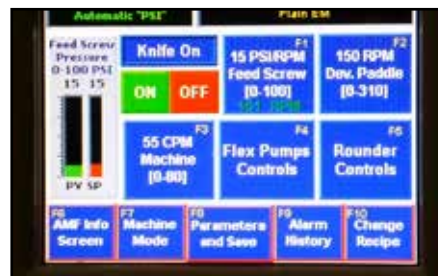 Automatic "PSI"
Plain EM
Feed Screw
Pressure
0-100 PSI
15 15
PV SP
Knife On
ON OFF
F1
15 PSI/RPM
Feed
Screw
[0-100]
151 RPM
F2
150 RPM
Dev. Paddle
[0-310]
F3
55 CPM
Machine
[0-80]
F4
Flex Pumps
Controls
F5
Rounder
Controls
F6
AMF Info
Screen
F7
Machine
Mode
F8
Parameters
and Save
F9
Alarm
History
F10
Change
Recipe